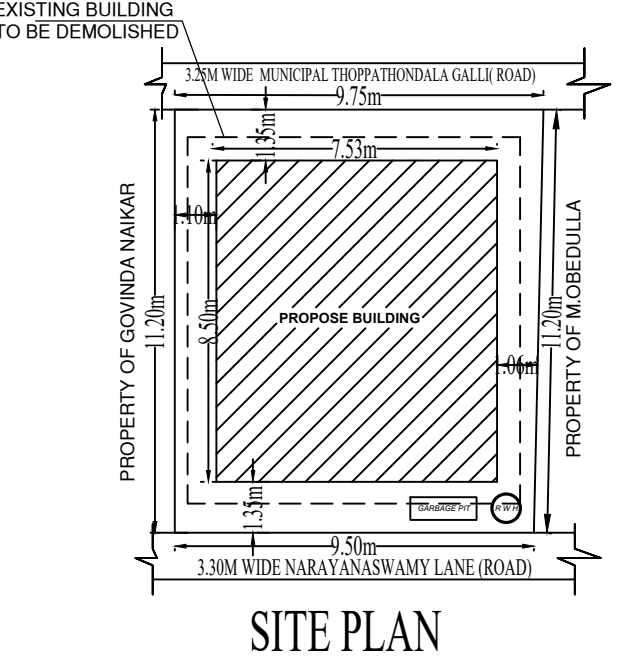 EXISTING BUILDING
TO BE DEMOLISHED
3.25M WIDE MUNICIPAL THOPPATHONDALA GALLI( ROAD)
9.75m
1.35m
7.53m
1.10m
PROPERTY OF GOVINDA NAIKAR
11.20m
8.50m
PROPOSE BUILDING
1.06m
11.20m
PROPERTY OF M.OBEDULLA
1.35m
GARBAGE PIT
R W H
9.50m
3.30M WIDE NARAYANASWAMY LANE (ROAD)
SITE PLAN